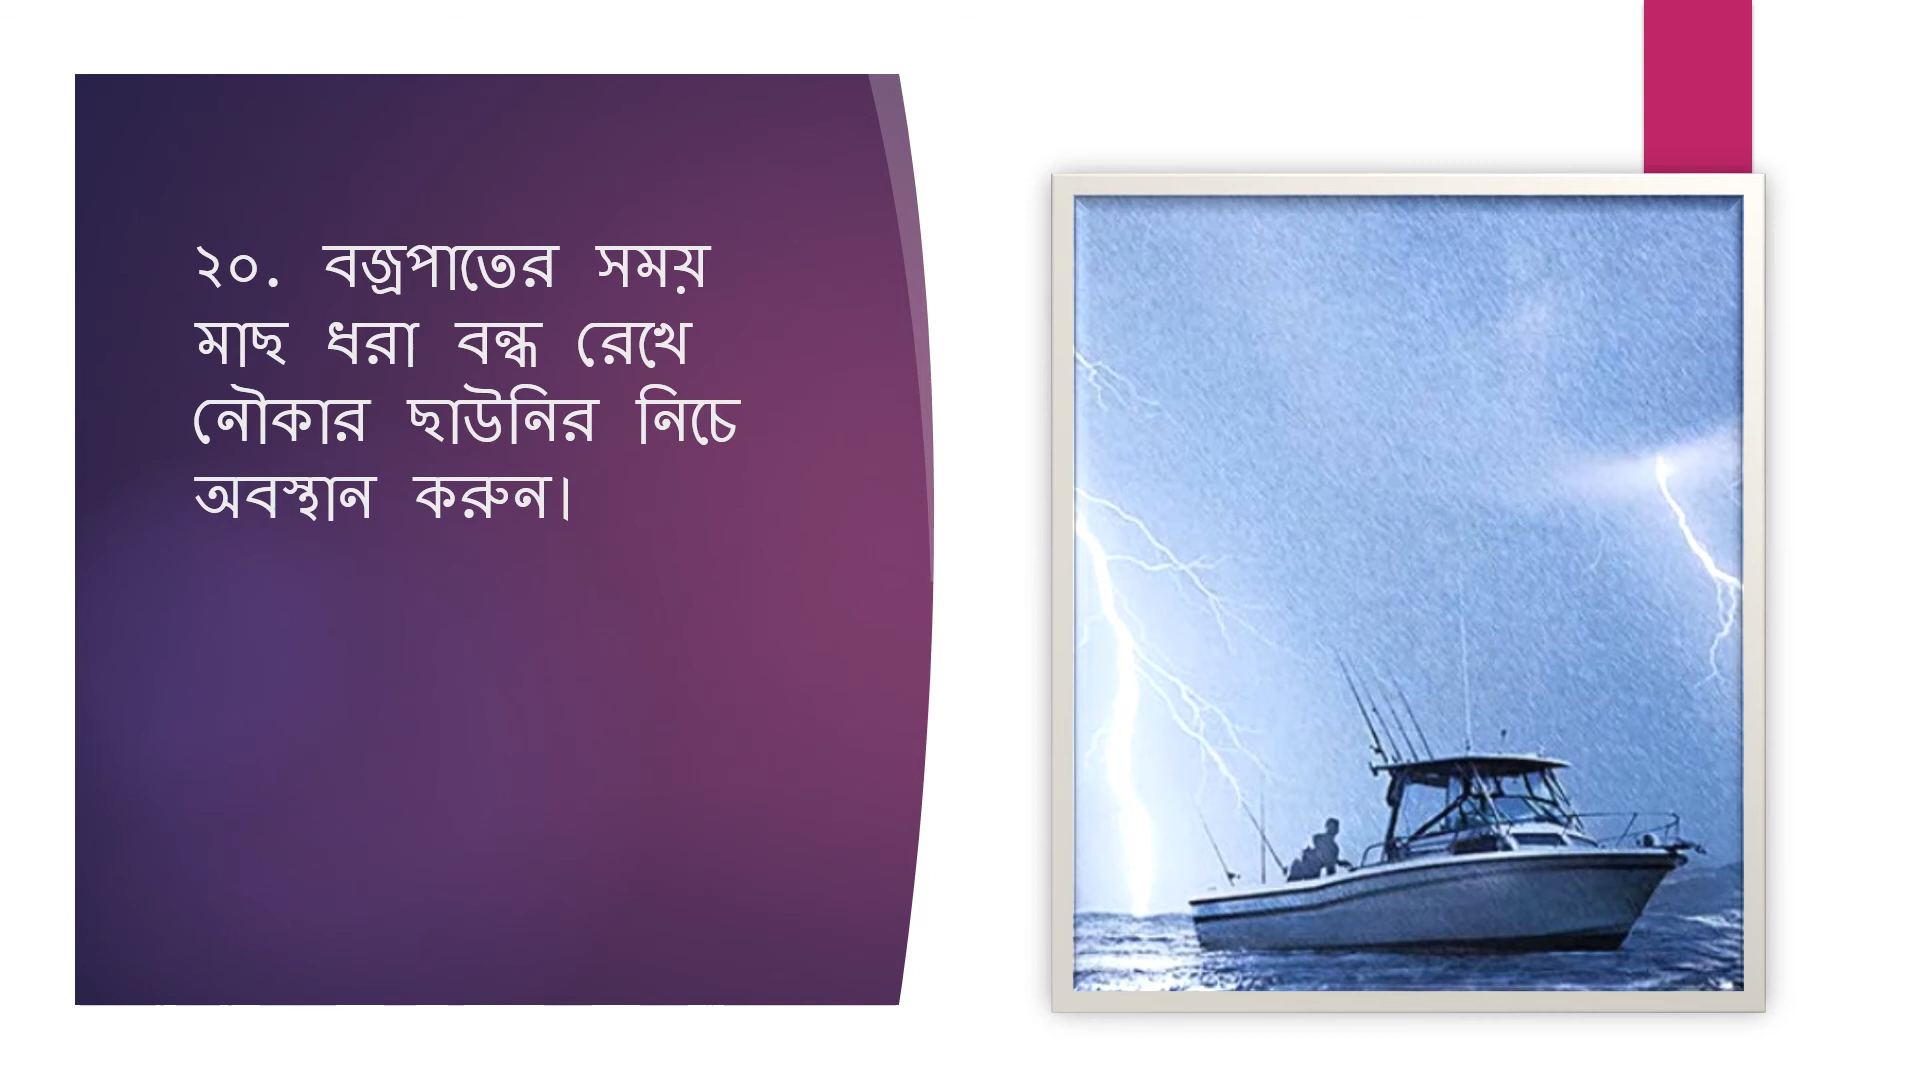 ২০. বজ্রপাতের সময়
মাছ ধরা বন্ধ রেখে
নৌকার ছাউনির নিচে
অবস্থান করুন।